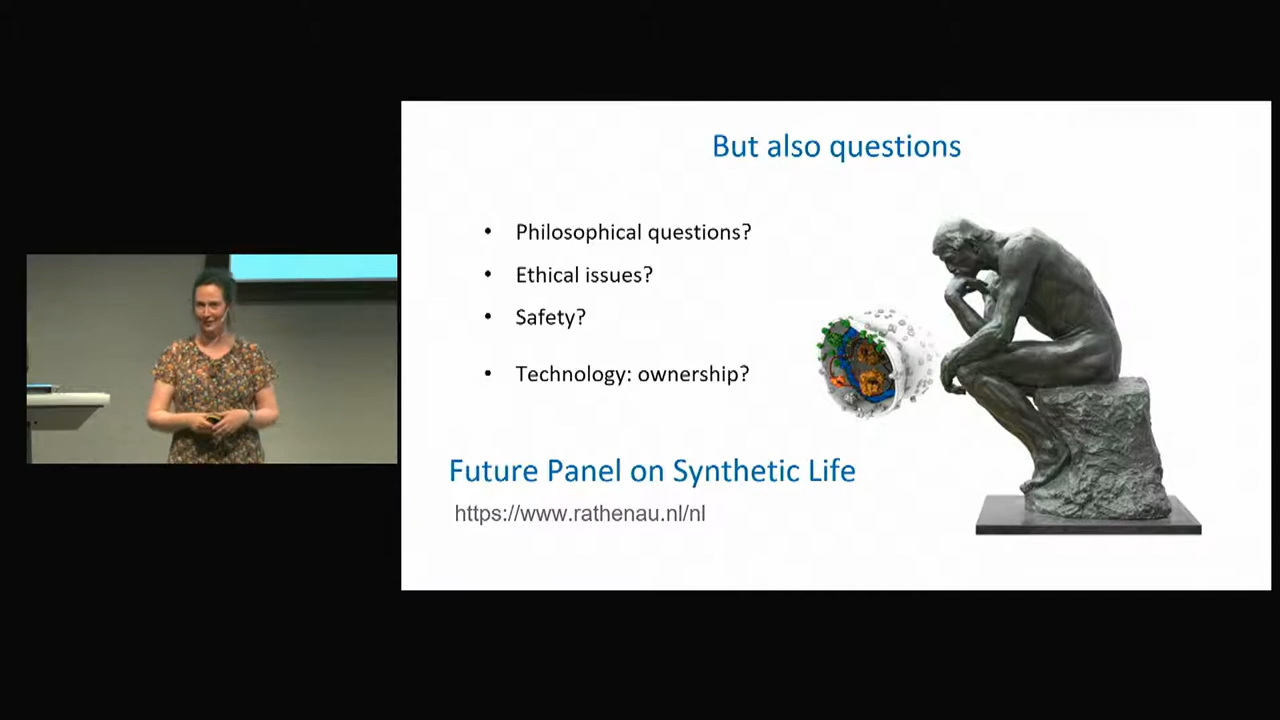 But also questions
• Philosophical questions?
• Ethical issues?
• Safety?
• Technology: ownership?
Future Panel on Synthetic Life
https://www.rathenau.nl/nl